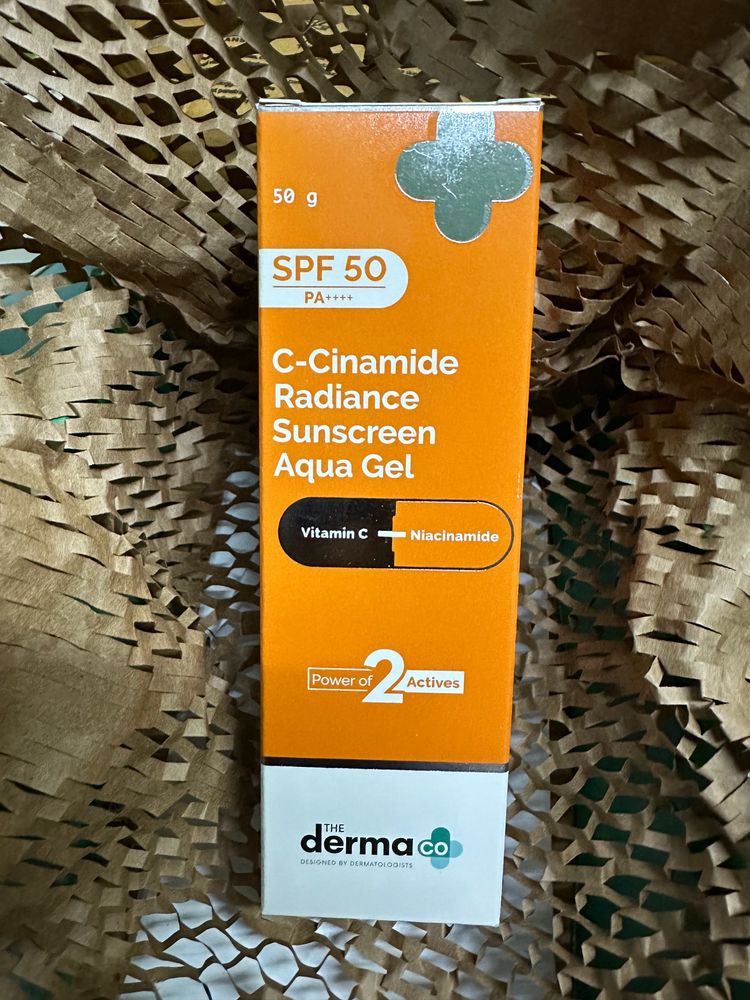 50 g
SPF 50
PA++++
C-Cinamide
Radiance
Sunscreen
Aqua Gel
Vitamin C — Niacinamide
Power of 2 Actives
THE
derma co
DESIGNED BY DERMATOLOGISTS